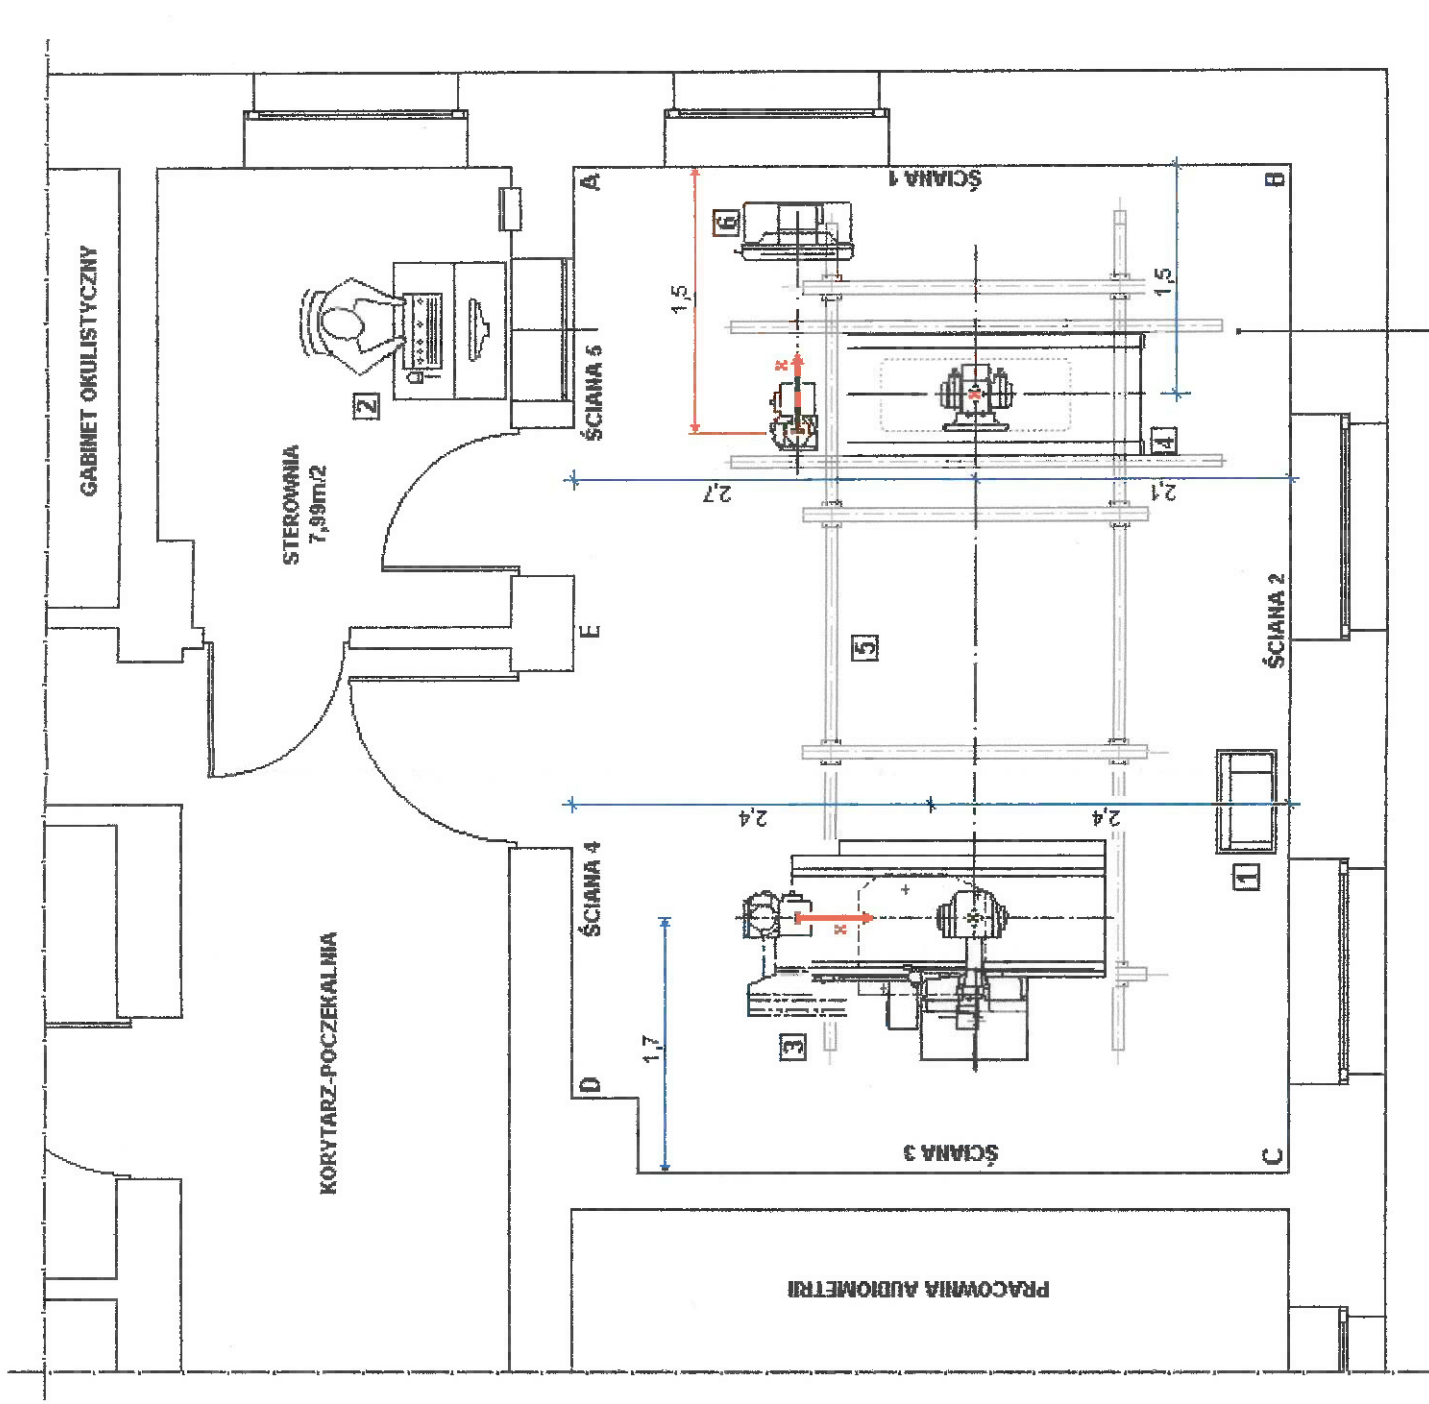 GABINET OKULISTYCZNY
STEROWNIA
7,99m/2
2
A
ŚCIANA 1
B
6
1,5
1,5
ŚCIANA 5
4
2,7
2,1
E
5
ŚCIANA 2
2,4
2,4
1
ŚCIANA 4
x
x
x
x
3
1,7
D
KORYTARZ-POCZEKALNIA
ŚCIANA 3
C
PRACOWNIA AUDIOMETRII